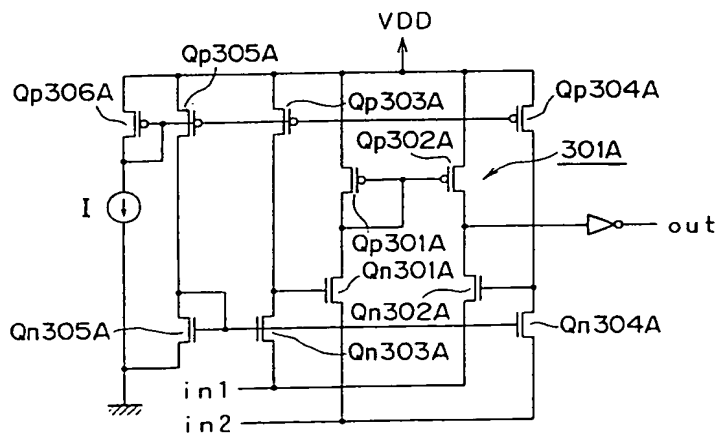 VDD
Qp305A
Qp306A
Qp303A
Qp304A
Qp302A
301A
I
out
Qp301A
Qn301A
Qn302A
Qn305A
Qn304A
Qn303A
in1
in2